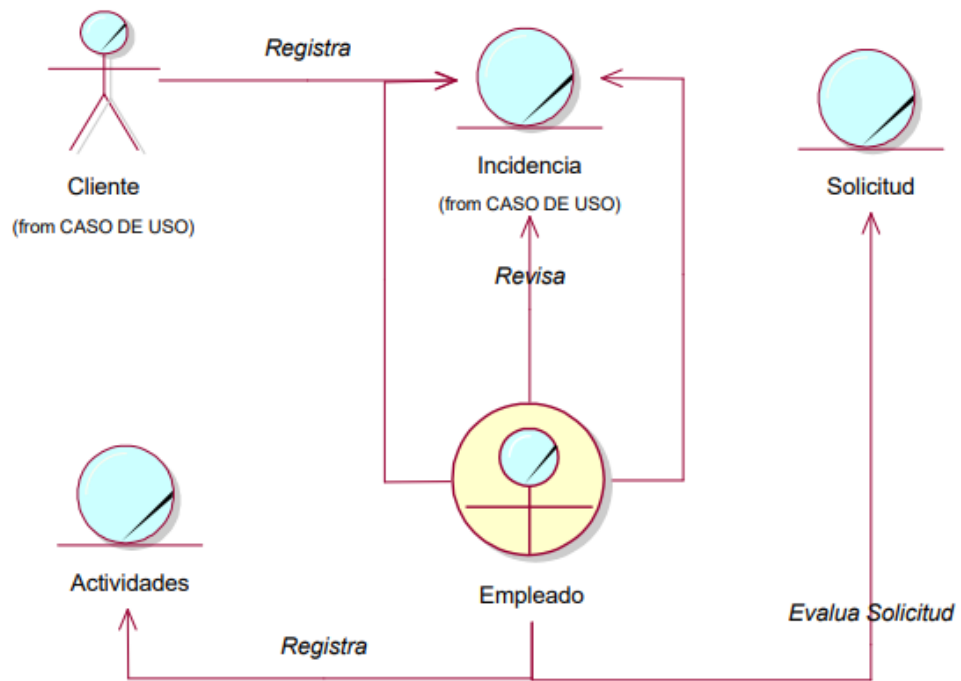 Registra
Cliente
(from CASO DE USO)
Incidencia
(from CASO DE USO)
Solicitud
Revisa
Actividades
Empleado
Evalua Solicitud
Registra